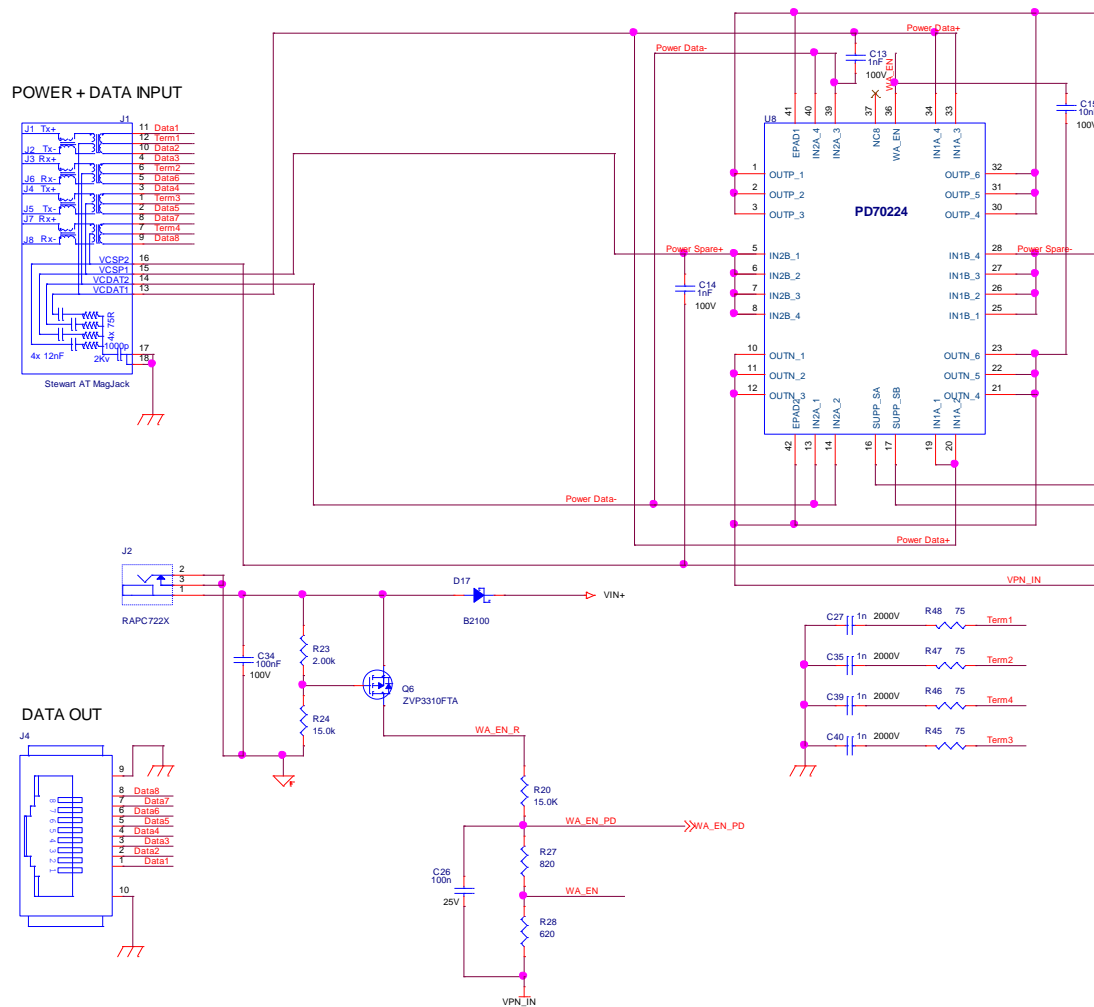 POWER + DATA INPUT
J1
J1 Tx+
J2 Tx-
J3 Rx+
J6 Rx-
J4 Tx+
J5 Tx-
J7 Rx+
J8 Rx-
11 Data1
12 Term1
10 Data2
4 Data3
6 Term2
5 Data6
3 Data4
1 Term3
2 Data5
8 Data7
7 Term4
9 Data8
VCSP2 16
VCSP1 15
VCDAT2 14
VCDAT1 13
4x 75R
1000p
4x 12nF
2Kv
17
18
Stewart AT MagJack
Power Data-
Power Data+
C13
1nF
100V
WA_EN
C15
10n
100V
41
40
39
37
36
34
33
U8
EPAD1
IN2A_4
IN2A_3
NC8
WA_EN
IN1A_4
IN1A_3
PD70224
1 OUTP_1
2 OUTP_2
3 OUTP_3
OUTP_6 32
OUTP_5 31
OUTP_4 30
Power Spare+
5 IN2B_1
6 IN2B_2
7 IN2B_3
8 IN2B_4
IN1B_4 28
IN1B_3 27
IN1B_2 26
IN1B_1 25
Power Spare-
C14
1nF
100V
10 OUTN_1
11 OUTN_2
12 OUTN_3
OUTN_6 23
OUTN_5 22
OUTN_4 21
EPAD2
IN2A_1
IN2A_2
SUPP_SA
SUPP_SB
IN1A_1
IN1A_2
42
13
14
16
17
19
20
Power Data-
Power Data+
VPN_IN
J2
2
3
1
RAPC722X
D17
B2100
VIN+
C34
100nF
100V
R23
2.00k
R24
15.0k
Q6
ZVP3310FTA
WA_EN_R
R20
15.0K
WA_EN_PD
WA_EN_PD
R27
820
C26
100n
25V
WA_EN
R28
620
VPN_IN
C27 1n 2000V R48 75 Term1
C35 1n 2000V R47 75 Term2
C39 1n 2000V R46 75 Term4
C40 1n 2000V R45 75 Term3
DATA OUT
J4
9
8 Data8
7 Data7
6 Data6
5 Data5
4 Data4
3 Data3
2 Data2
1 Data1
10
8
7
6
5
4
3
2
1